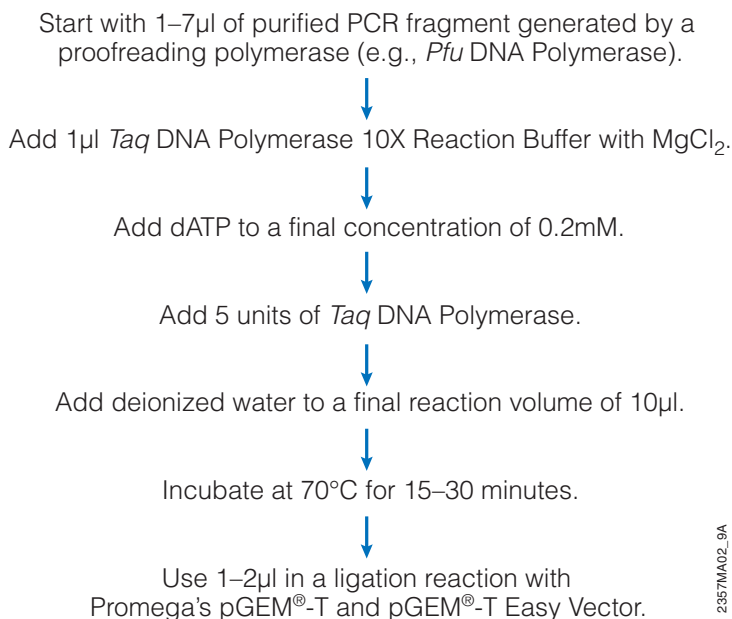 Start with 1–7µl of purified PCR fragment generated by a
proofreading polymerase (e.g., Pfu DNA Polymerase).
Add 1µl Taq DNA Polymerase 10X Reaction Buffer with MgCl₂.
Add dATP to a final concentration of 0.2mM.
Add 5 units of Taq DNA Polymerase.
Add deionized water to a final reaction volume of 10µl.
Incubate at 70°C for 15–30 minutes.
Use 1–2µl in a ligation reaction with
Promega's pGEM®-T and pGEM®-T Easy Vector.
2357MA02_9A